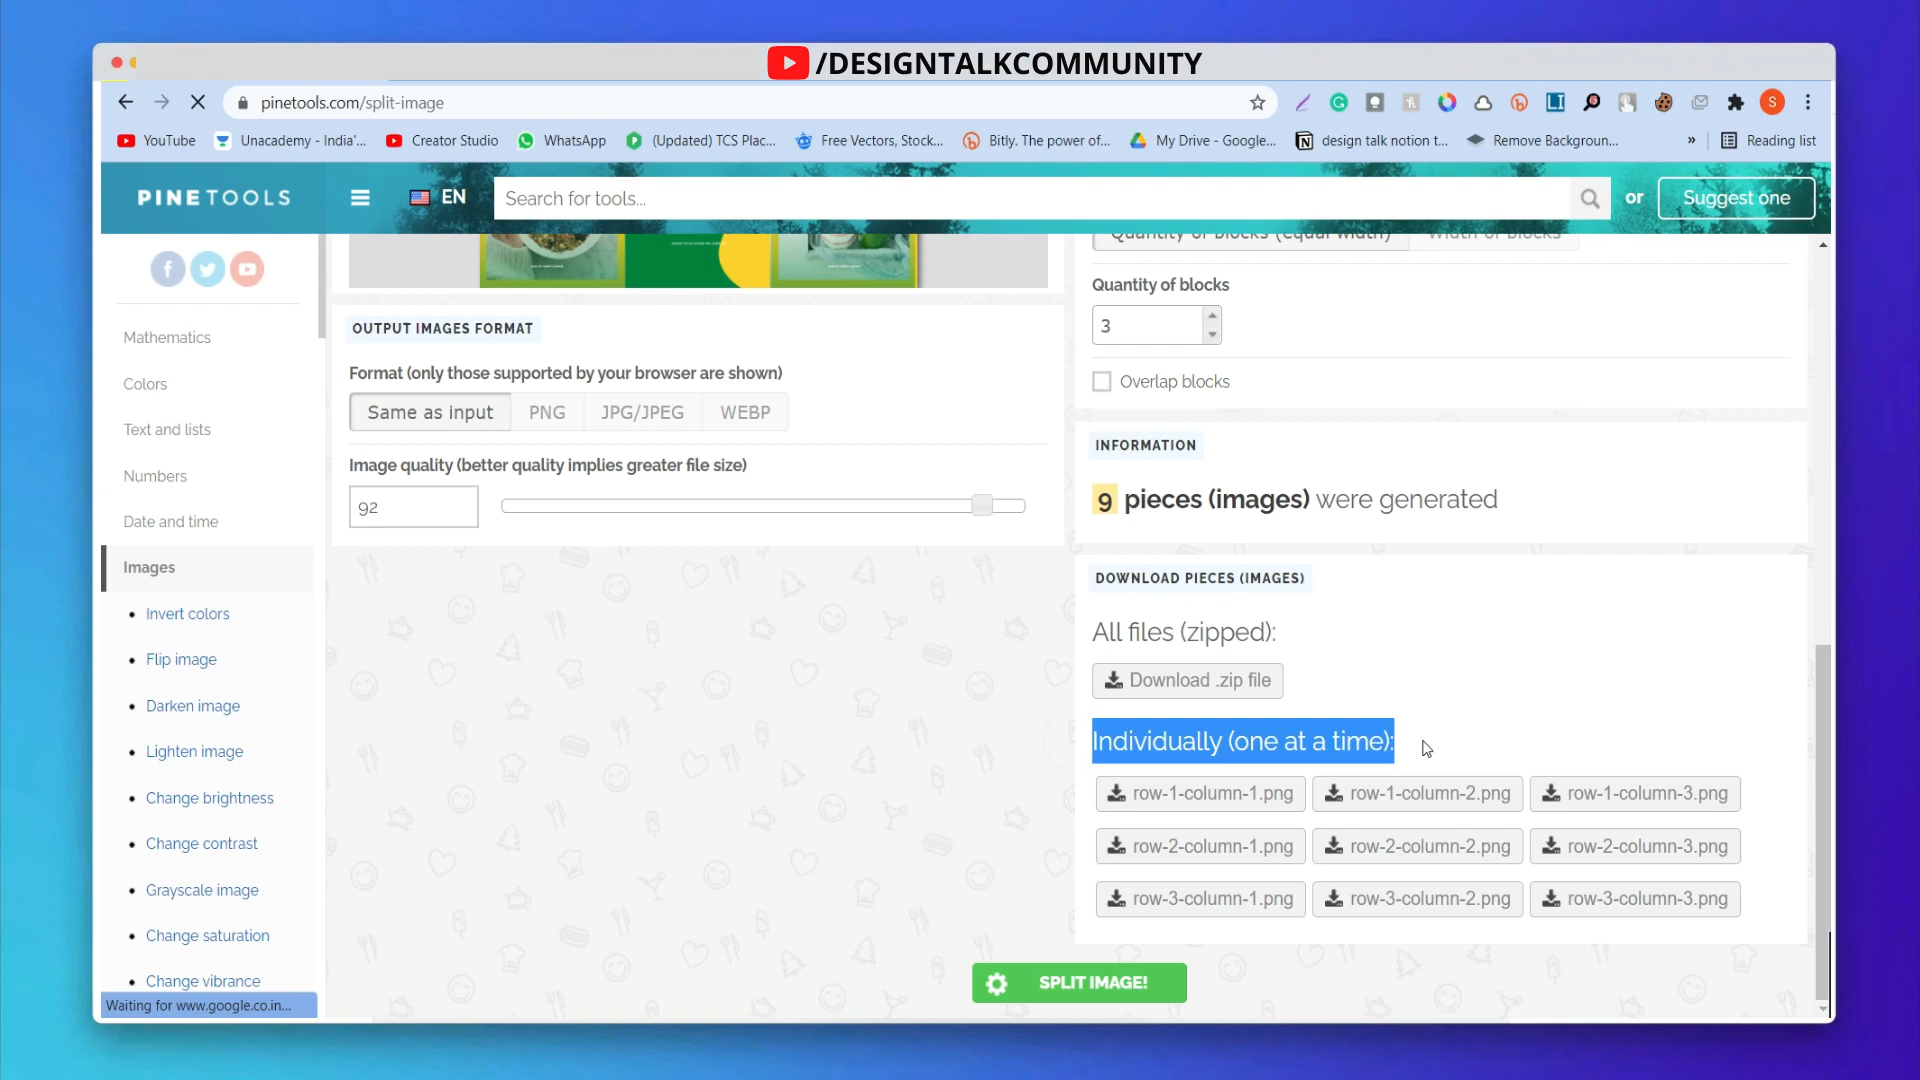 /DESIGNTALKCOMMUNITY
pinetools.com/split-image
S
YouTube Unacademy - India'... Creator Studio WhatsApp (Updated) TCS Plac... Free Vectors, Stock... Bitly. The power of... My Drive - Google... design talk notion t... Remove Backgroun... » Reading list
PINETOOLS EN Search for tools... or Suggest one
Quantity of blocks (equal width) Width of blocks
Quantity of blocks
3
Overlap blocks
OUTPUT IMAGES FORMAT
Format (only those supported by your browser are shown)
Same as input PNG JPG/JPEG WEBP
Image quality (better quality implies greater file size)
92
INFORMATION
9 pieces (images) were generated
DOWNLOAD PIECES (IMAGES)
All files (zipped):
Download .zip file
Individually (one at a time):
row-1-column-1.png row-1-column-2.png row-1-column-3.png
row-2-column-1.png row-2-column-2.png row-2-column-3.png
row-3-column-1.png row-3-column-2.png row-3-column-3.png
SPLIT IMAGE!
Mathematics
Colors
Text and lists
Numbers
Date and time
Images
Invert colors
Flip image
Darken image
Lighten image
Change brightness
Change contrast
Grayscale image
Change saturation
Change vibrance
Waiting for www.google.co.in...